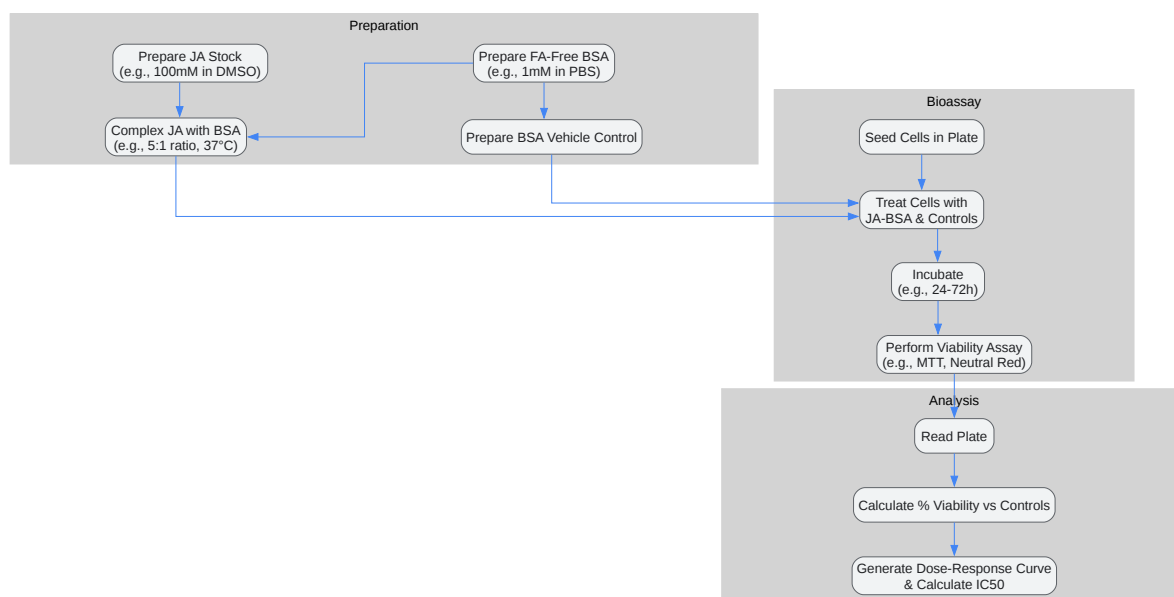 Preparation
Prepare JA Stock
(e.g., 100mM in DMSO)
Prepare FA-Free BSA
(e.g., 1mM in PBS)
Complex JA with BSA
(e.g., 5:1 ratio, 37°C)
Prepare BSA Vehicle Control
Bioassay
Seed Cells in Plate
Treat Cells with
JA-BSA & Controls
Incubate
(e.g., 24-72h)
Perform Viability Assay
(e.g., MTT, Neutral Red)
Analysis
Read Plate
Calculate % Viability vs Controls
Generate Dose-Response Curve
& Calculate IC50